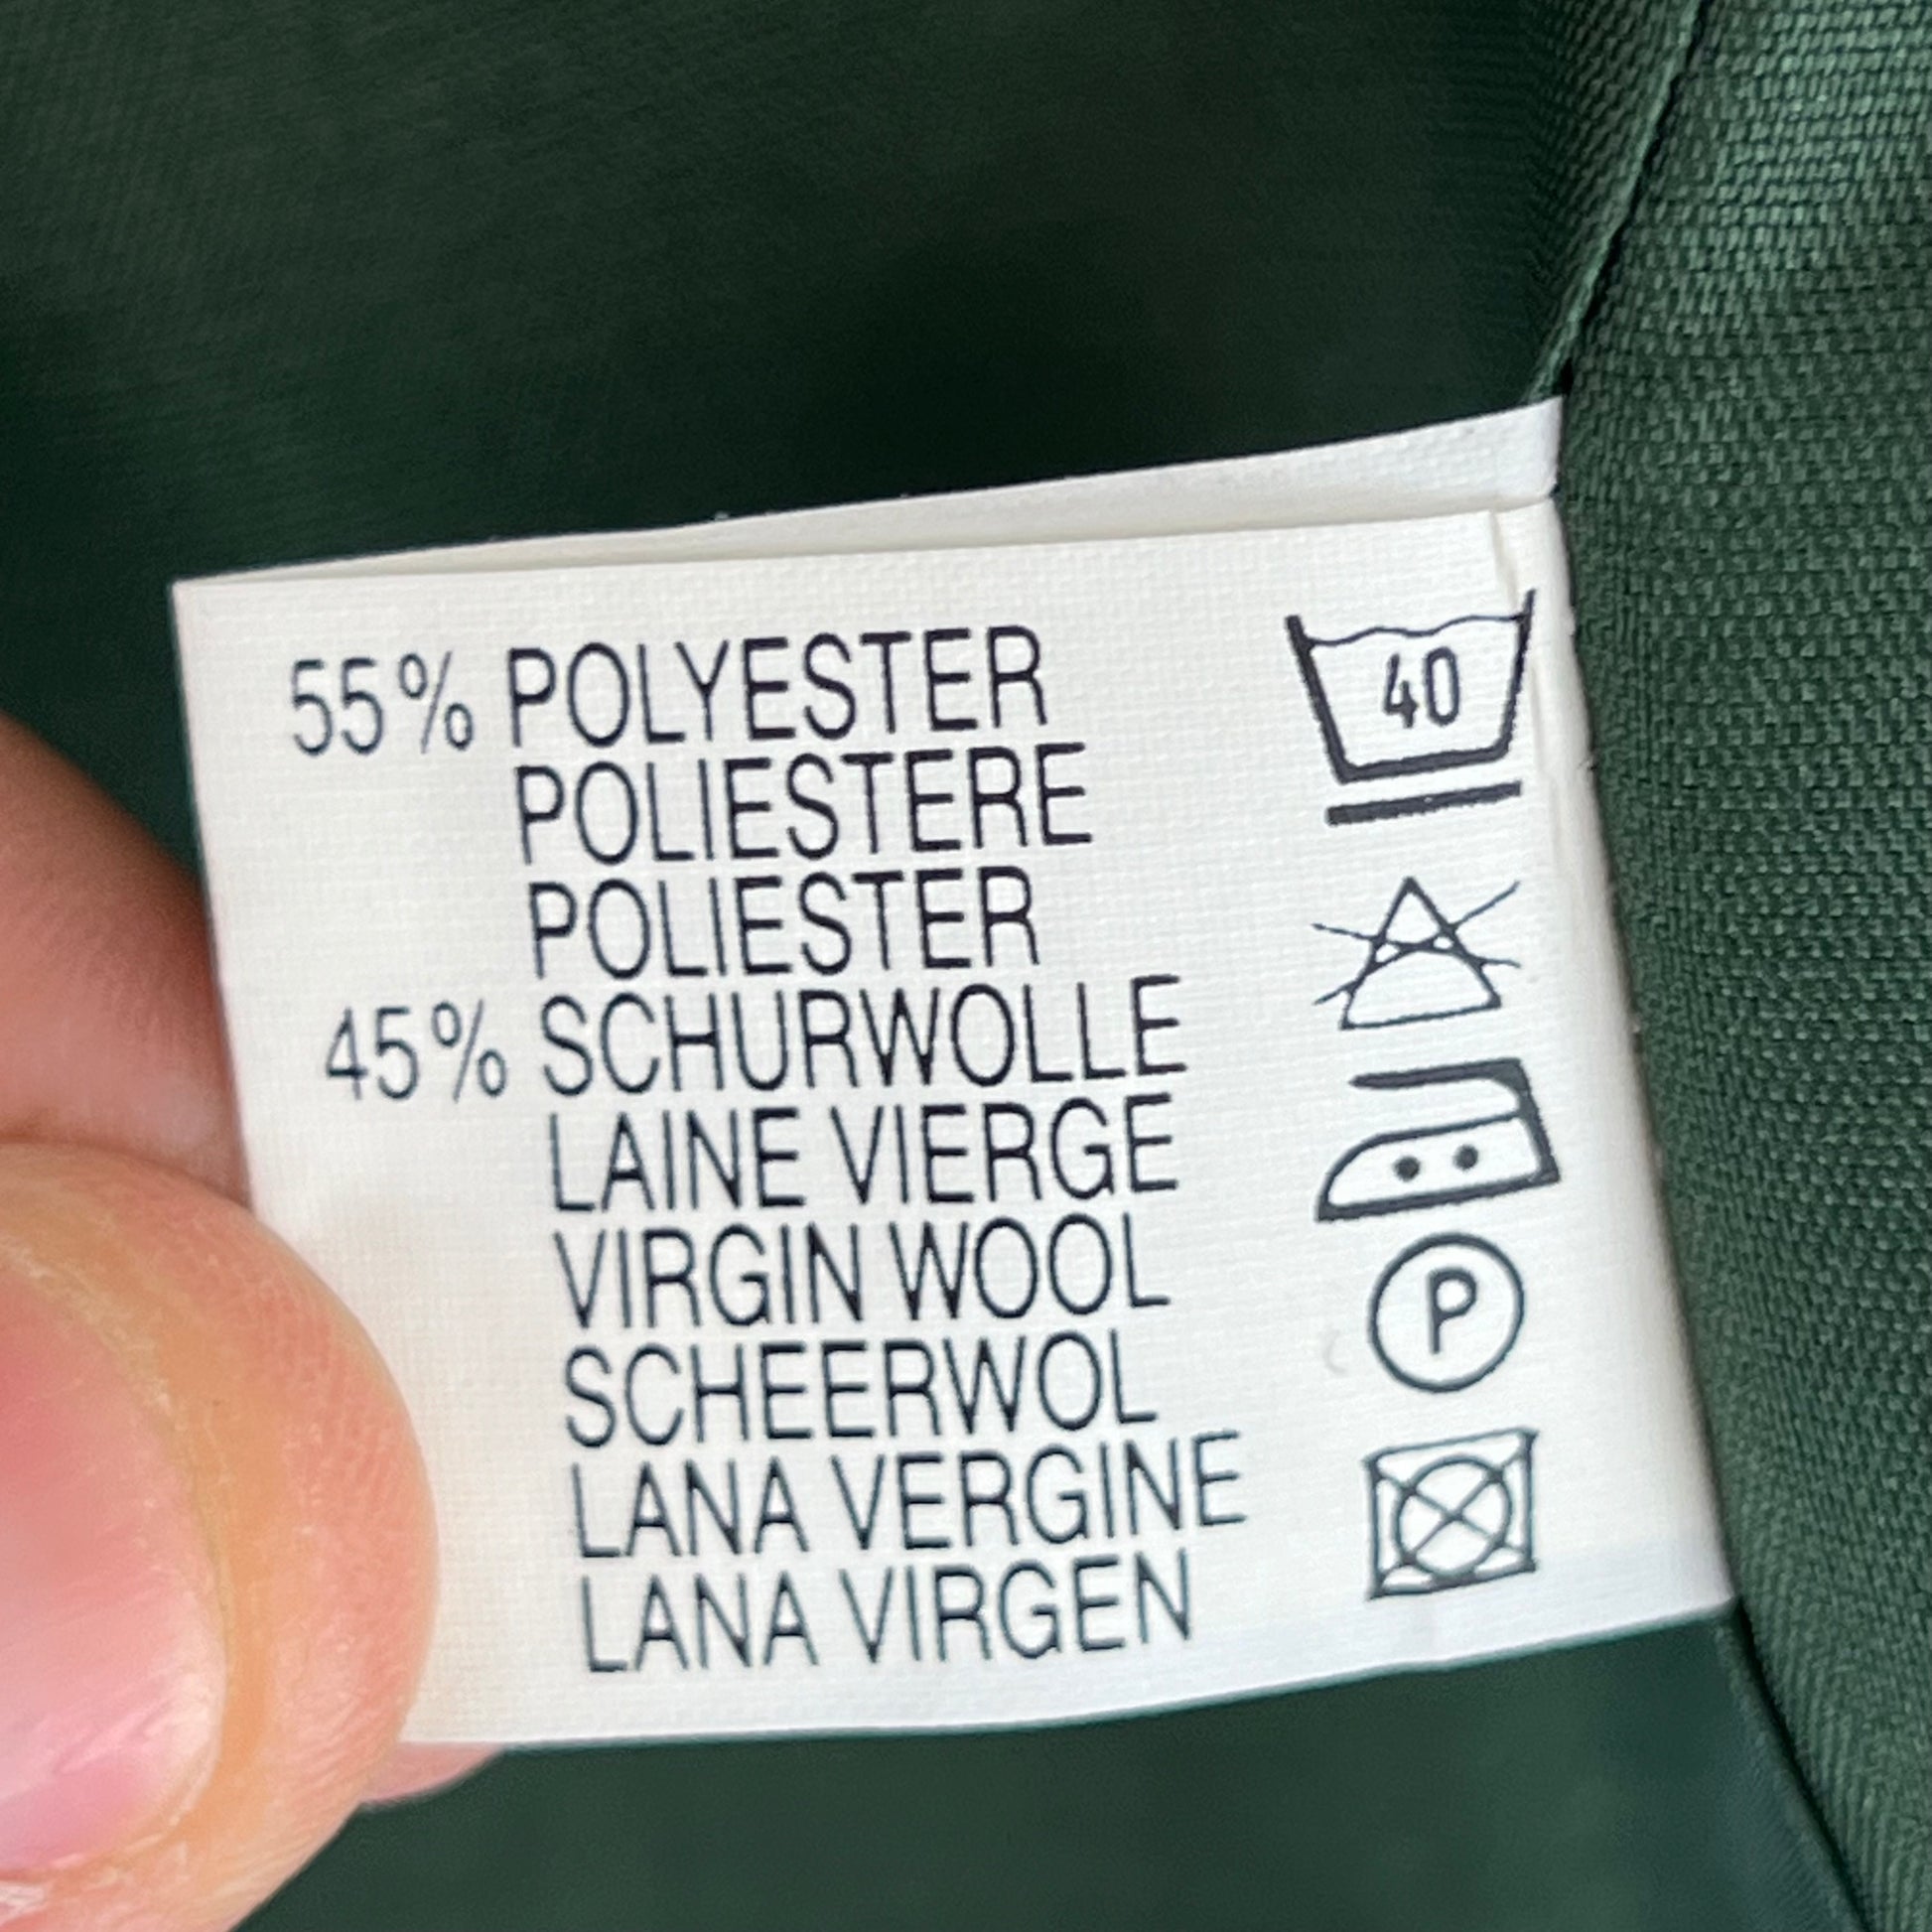 55% POLYESTER
POLIESTERE
POLIESTER
45% SCHURWOLLE
LAINE VIERGE
VIRGIN WOOL
SCHEERWOL
LANA VERGINE
LANA VIRGEN
40
P